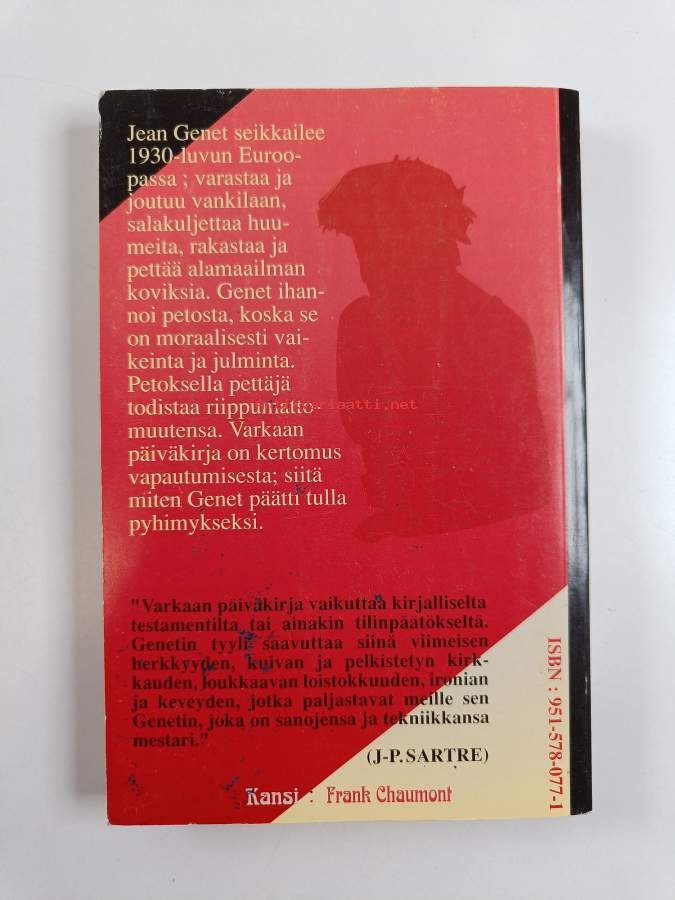 Jean Genet seikkailee
1930-luvun Euroo-
passa ; varastaa ja
joutuu vankilaan,
salakuljettaa huu-
meita, rakastaa ja
pettää alamaailman
koviksia. Genet ihan-
noi petosta, koska se
on moraalisesti vai-
keinta ja julminta.
Petoksella pettäjä
todistaa riippumatto-
muutensa. Varkaan
päiväkirja on kertomus
vapautumisesta; siitä
miten Genet päätti tulla
pyhimykseksi.
"Varkaan päiväkirja vaikuttaa kirjalliselta
testamentilta tai ainakin tilinpäätökseltä.
Genetin tyyli saavuttaa siinä viimeisen
herkkyyden, kuivan ja pelkistetyn kirk-
kauden, loukkaavan loistokkuuden, ironian
ja keveyden, jotka paljastavat meille sen
Genetin, joka on sanojensa ja tekniikkansa
mestari."
(J-P. SARTRE)
Kansi : Frank Chaumont
ISBN : 951-578-077-1